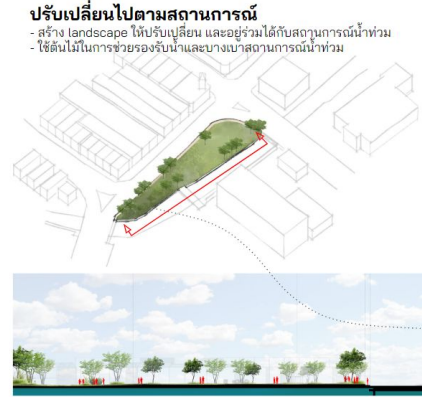 ปรับเปลี่ยนไปตามสถานการณ์
- สร้าง landscape ให้ปรับเปลี่ยน และอยู่ร่วมได้กับสถานการณ์น้ำท่วม
- ใช้ต้นไม้ในการช่วยรองรับน้ำและบางเบาสถานการณ์น้ำท่วม